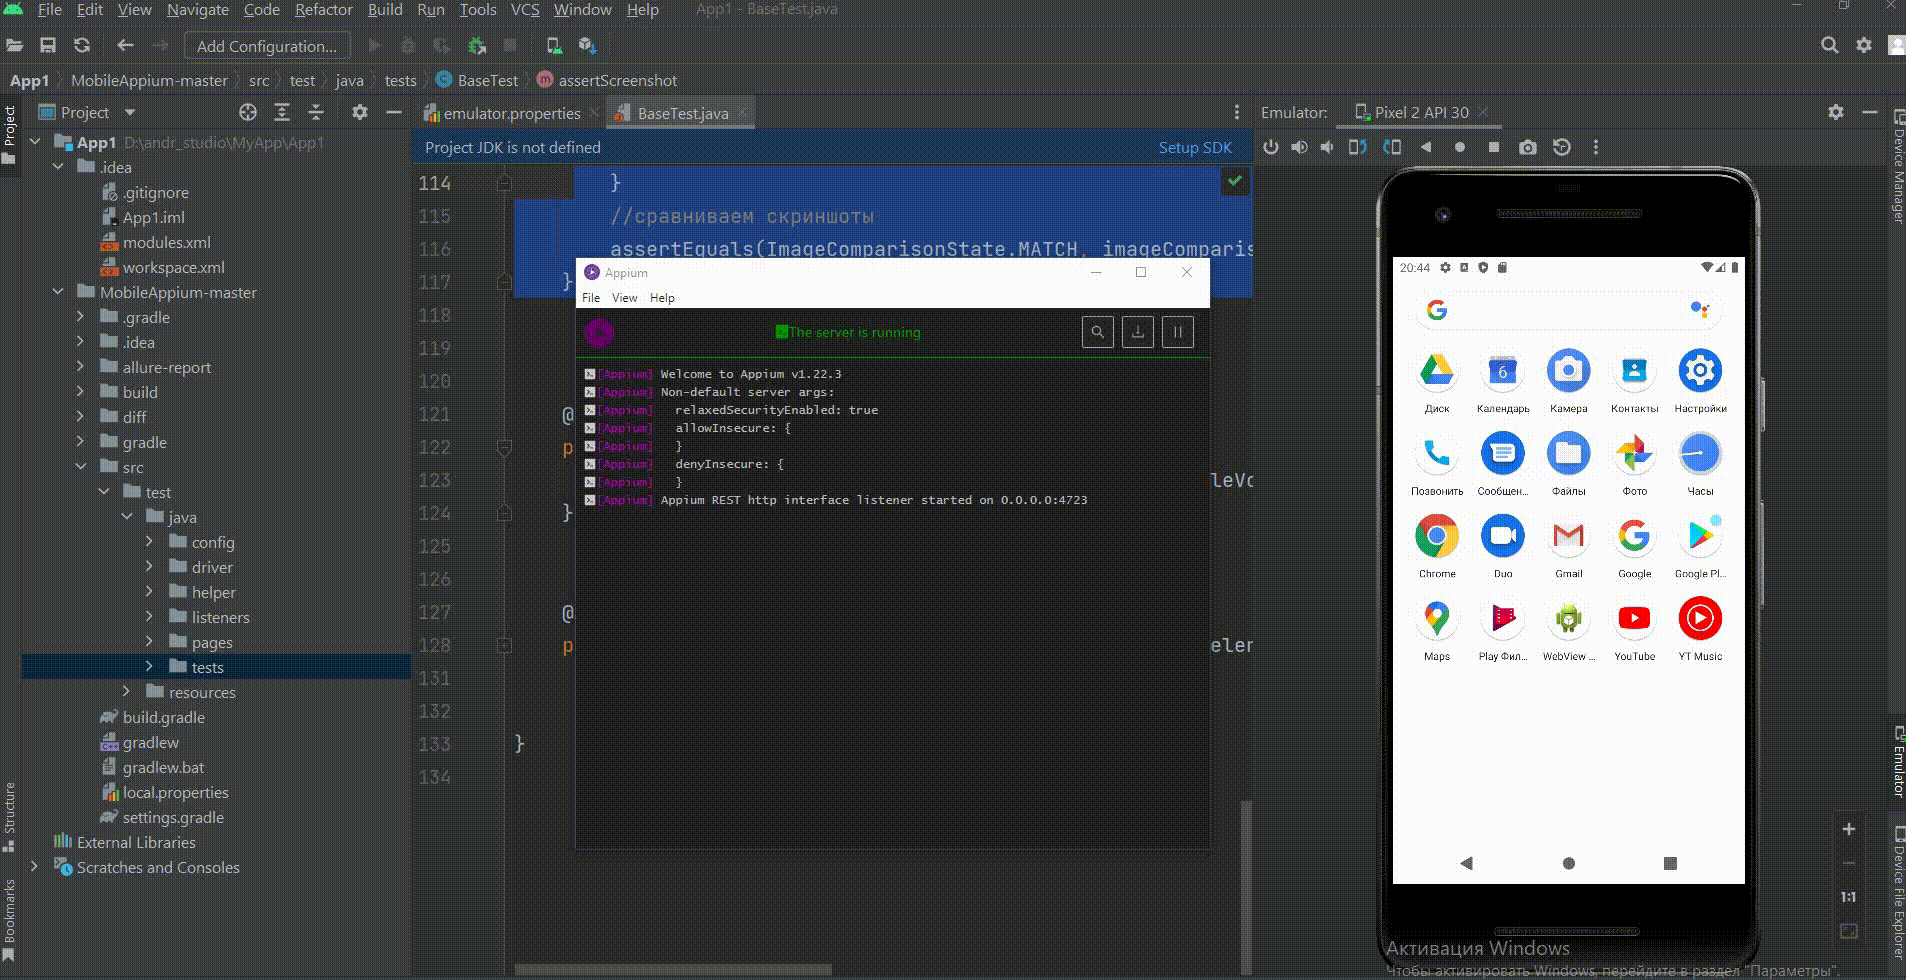 File Edit View Navigate Code Refactor Build Run Tools VCS Window Help App1 - BaseTest.java
Add Configuration...
App1 MobileAppium-master src test java tests BaseTest assertScreenshot
Project
Project
App1 D:\andr_studio\MyApp\App1
.idea
.gitignore
App1.iml
modules.xml
workspace.xml
MobileAppium-master
.gradle
.idea
allure-report
build
diff
gradle
src
test
java
config
driver
helper
listeners
pages
tests
resources
build.gradle
gradlew
gradlew.bat
local.properties
settings.gradle
External Libraries
Scratches and Consoles
Structure
Bookmarks
emulator.properties BaseTest.java
Project JDK is not defined Setup SDK
114 }
115 //сравниваем скриншоты
116 assertEquals(ImageComparisonState.MATCH, imageComparis
117 }
118
119
120
121 @
122 p
123 leVo
124 }
125
126
127 @
128 p eler
131
132
133 }
134
Appium
File View Help
The server is running
[Appium] Welcome to Appium v1.22.3
[Appium] Non-default server args:
[Appium] relaxedSecurityEnabled: true
[Appium] allowInsecure: {
[Appium] }
[Appium] denyInsecure: {
[Appium] }
[Appium] Appium REST http interface listener started on 0.0.0.0:4723
Emulator: Pixel 2 API 30
20:44
6
Диск Календарь Камера Контакты Настройки
Позвонить Сообщен... Файлы Фото Часы
Chrome Duo Gmail Google Google Pl...
Maps Play Фил... WebView ... YouTube YT Music
1:1
Device Manager
Emulator
Device File Explorer
Активация Windows
Чтобы активировать Windows, перейдите в раздел "Параметры".